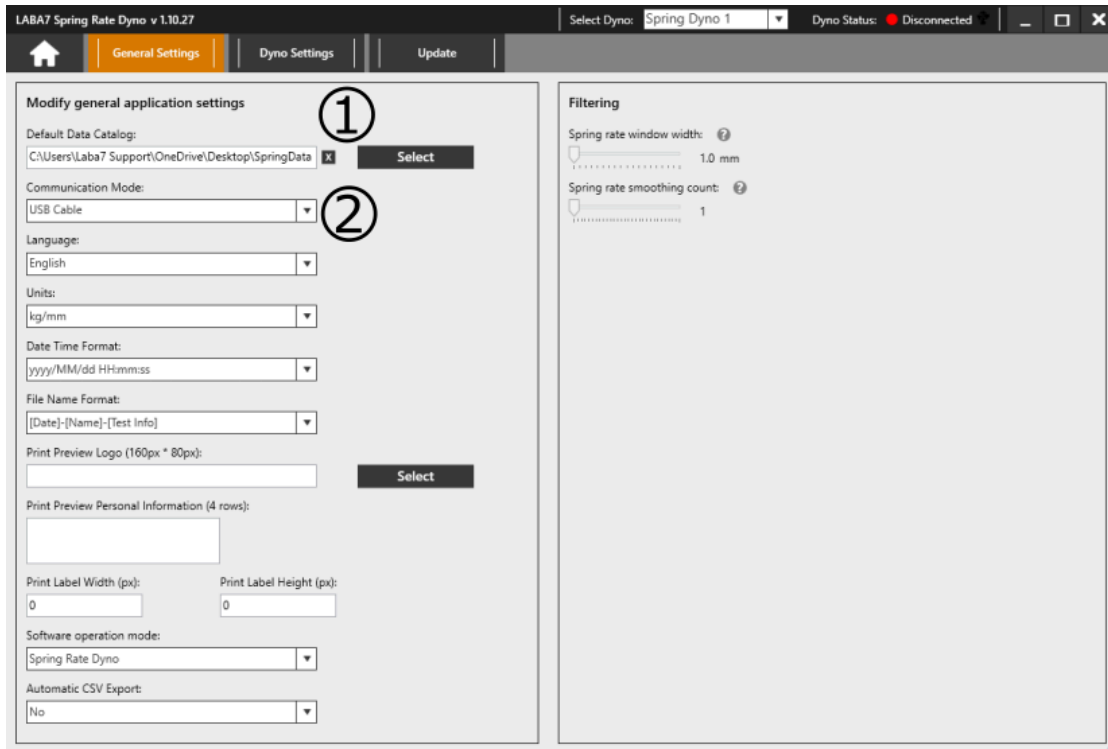 LABA7 Spring Rate Dyno v 1.10.27
Select Dyno: Spring Dyno 1
Dyno Status: Disconnected
General Settings
Dyno Settings
Update
Modify general application settings
①
Default Data Catalog:
C:\Users\Laba7 Support\OneDrive\Desktop\SpringData
X
Select
Communication Mode:
USB Cable
②
Language:
English
Units:
kg/mm
Date Time Format:
yyyy/MM/dd HH:mm:ss
File Name Format:
[Date]-[Name]-[Test Info]
Print Preview Logo (160px * 80px):
Select
Print Preview Personal Information (4 rows):
Print Label Width (px): Print Label Height (px):
0 0
Software operation mode:
Spring Rate Dyno
Automatic CSV Export:
No
Filtering
Spring rate window width: ?
1.0 mm
Spring rate smoothing count: ?
1